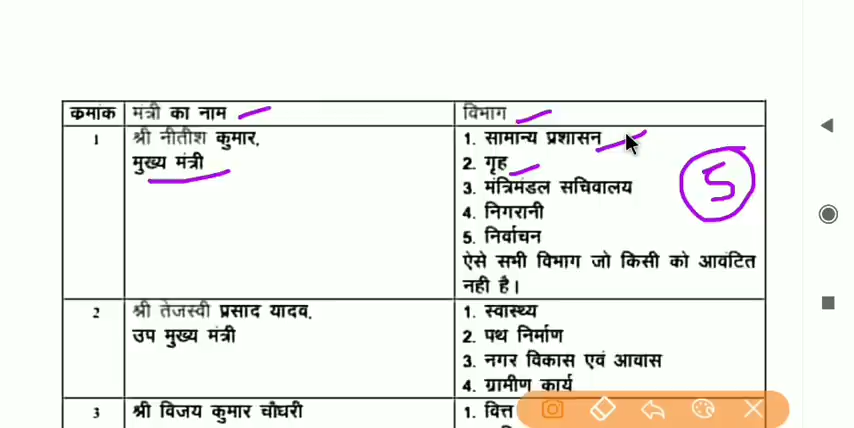 क्रमांक मंत्री का नाम विभाग
1 श्री नीतीश कुमार, 1. सामान्य प्रशासन
मुख्य मंत्री 2. गृह
3. मंत्रिमंडल सचिवालय
4. निगरानी
5. निर्वाचन
ऐसे सभी विभाग जो किसी को आवंटित
नही है।
5
2 श्री तेजस्वी प्रसाद यादव, 1. स्वास्थ्य
उप मुख्य मंत्री 2. पथ निर्माण
3. नगर विकास एवं आवास
4. ग्रामीण कार्य
3 श्री विजय कुमार चौधरी 1. वित्त